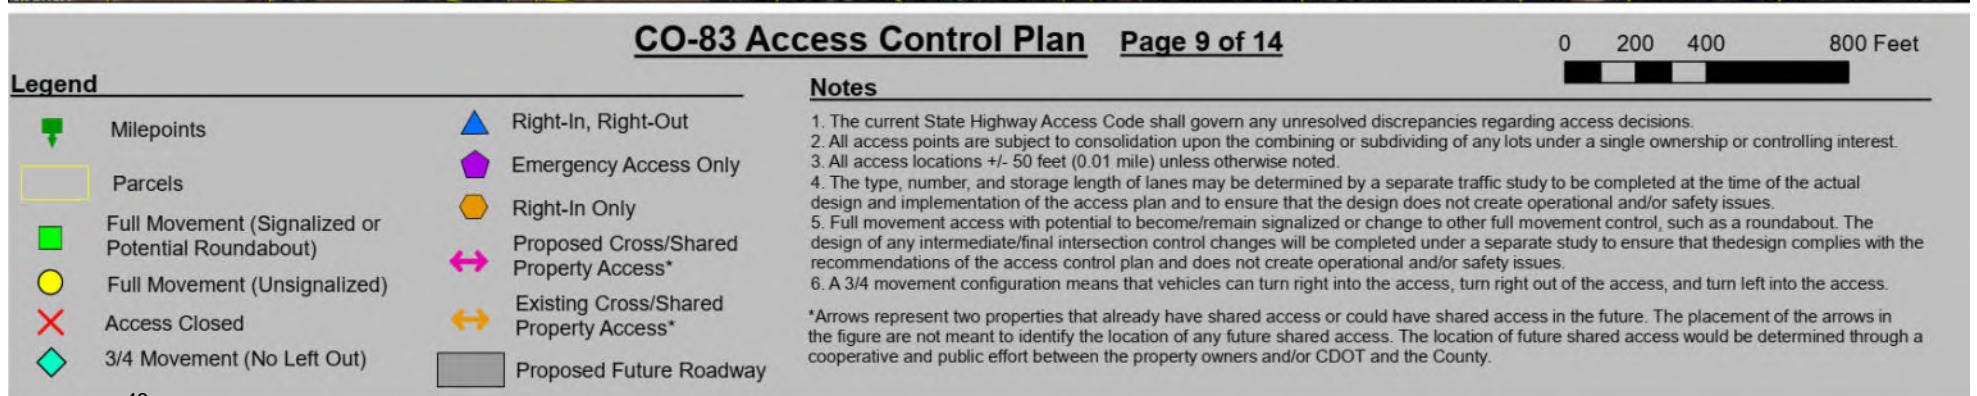 CO-83 Access Control Plan Page 9 of 14
0 200 400 800 Feet
Legend
Milepoints
Parcels
Full Movement (Signalized or
Potential Roundabout)
Full Movement (Unsignalized)
Access Closed
3/4 Movement (No Left Out)
Right-In, Right-Out
Emergency Access Only
Right-In Only
Proposed Cross/Shared
Property Access*
Existing Cross/Shared
Property Access*
Proposed Future Roadway
Notes
1. The current State Highway Access Code shall govern any unresolved discrepancies regarding access decisions.
2. All access points are subject to consolidation upon the combining or subdividing of any lots under a single ownership or controlling interest.
3. All access locations +/- 50 feet (0.01 mile) unless otherwise noted.
4. The type, number, and storage length of lanes may be determined by a separate traffic study to be completed at the time of the actual
design and implementation of the access plan and to ensure that the design does not create operational and/or safety issues.
5. Full movement access with potential to become/remain signalized or change to other full movement control, such as a roundabout. The
design of any intermediate/final intersection control changes will be completed under a separate study to ensure that thedesign complies with the
recommendations of the access control plan and does not create operational and/or safety issues.
6. A 3/4 movement configuration means that vehicles can turn right into the access, turn right out of the access, and turn left into the access.
*Arrows represent two properties that already have shared access or could have shared access in the future. The placement of the arrows in
the figure are not meant to identify the location of any future shared access. The location of future shared access would be determined through a
cooperative and public effort between the property owners and/or CDOT and the County.